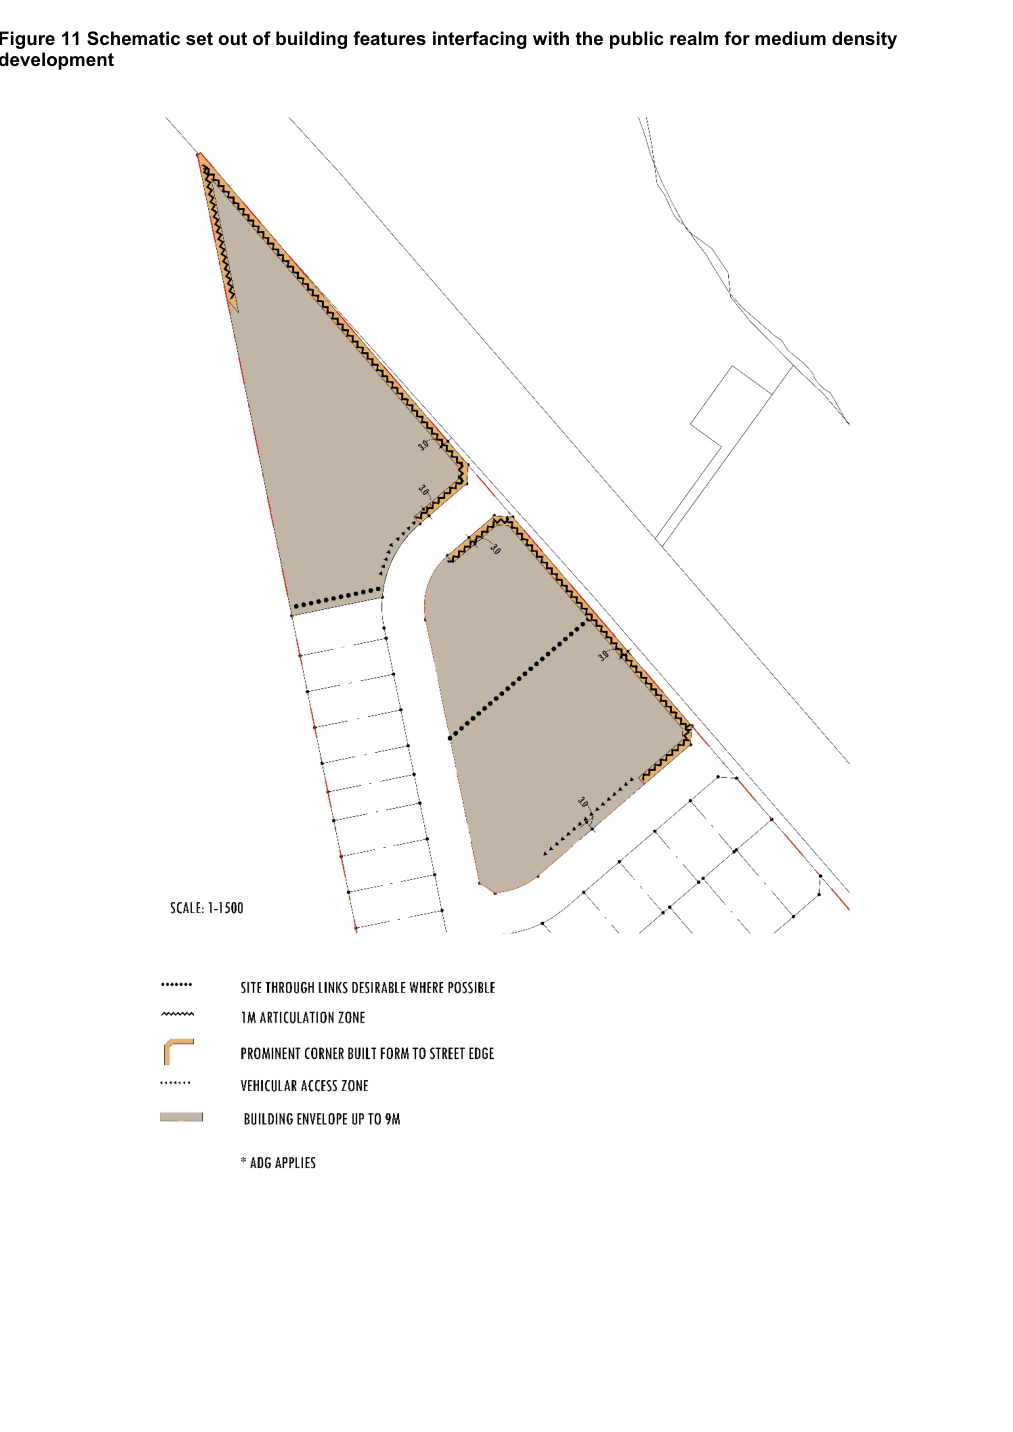 Figure 11 Schematic set out of building features interfacing with the public realm for medium density
development
3.0
3.0
3.0
3.0
3.0
SCALE: 1-1500
SITE THROUGH LINKS DESIRABLE WHERE POSSIBLE
1M ARTICULATION ZONE
PROMINENT CORNER BUILT FORM TO STREET EDGE
VEHICULAR ACCESS ZONE
BUILDING ENVELOPE UP TO 9M
* ADG APPLIES